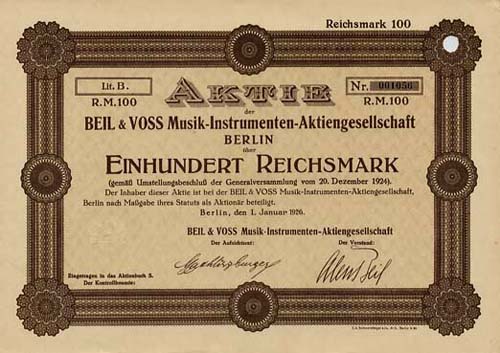 Reichsmark 100
Lit. B.
AKTIE
Nr. 001056
R.M.100
R.M.100
der
BEIL & VOSS Musik-Instrumenten-Aktiengesellschaft
BERLIN
über
EINHUNDERT REICHSMARK
(gemäß Umstellungsbeschluß der Generalversammlung vom 20. Dezember 1924).
Der Inhaber dieser Aktie ist bei der BEIL & VOSS Musik-Instrumenten-Aktiengesellschaft,
Berlin nach Maßgabe ihres Statuts als Aktionär beteiligt.
Berlin, den 1. Januar 1926.
BEILL & VOSS Musik-Instrumenten-Aktiengesellschaft
Der Aufsichtsrat:
Der Vorstand:
Eingetragen in das Aktienbuch S.
Der Kontrollbeamte: